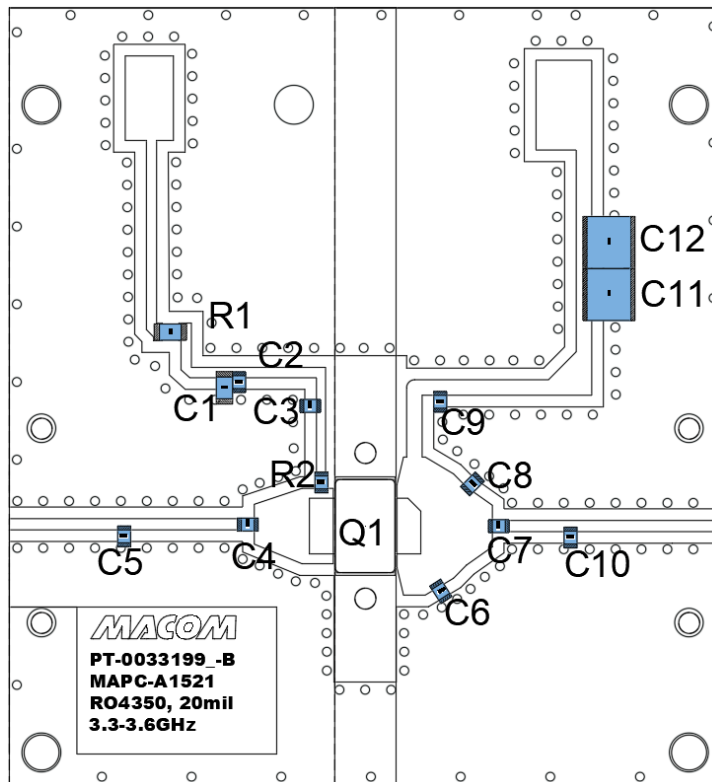 C12
C11
R1
C2
C1
C3
C9
R2
C8
Q1
C4
C7
C5
C10
C6
MACOM
PT-0033199_-B
MAPC-A1521
RO4350, 20mil
3.3-3.6GHz